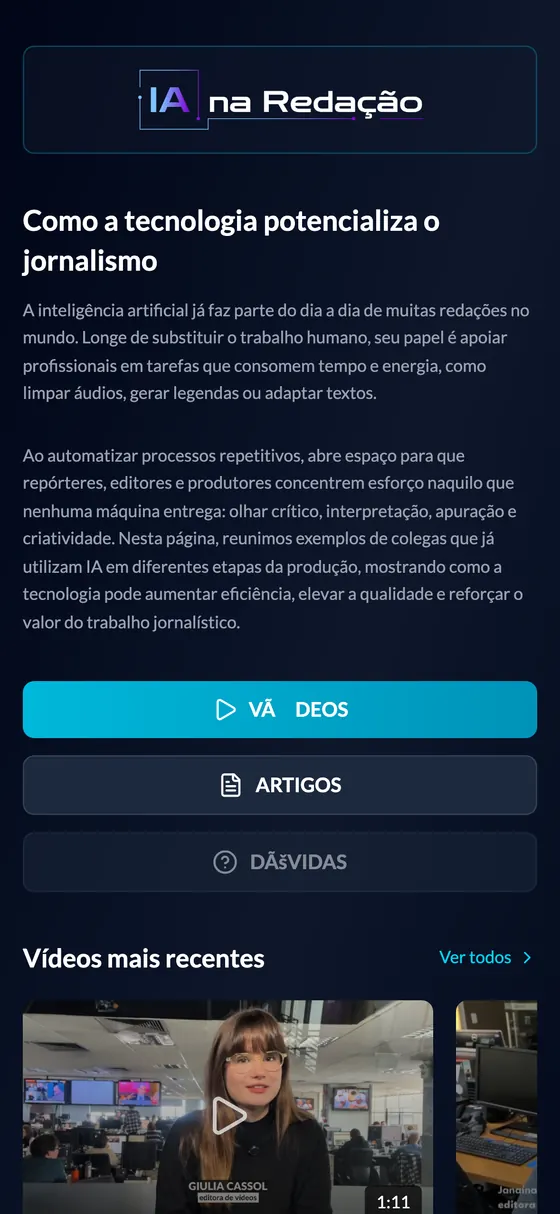 IA na Redação
Como a tecnologia potencializa o
jornalismo
A inteligência artificial já faz parte do dia a dia de muitas redações no
mundo. Longe de substituir o trabalho humano, seu papel é apoiar
profissionais em tarefas que consomem tempo e energia, como
limpar áudios, gerar legendas ou adaptar textos.
Ao automatizar processos repetitivos, abre espaço para que
repórteres, editores e produtores concentrem esforço naquilo que
nenhuma máquina entrega: olhar crítico, interpretação, apuração e
criatividade. Nesta página, reunimos exemplos de colegas que já
utilizam IA em diferentes etapas da produção, mostrando como a
tecnologia pode aumentar eficiência, elevar a qualidade e reforçar o
valor do trabalho jornalístico.
VÃ DEOS
ARTIGOS
DÃšVIDAS
Vídeos mais recentes
Ver todos
GIULIA CASSOL
editora de vídeos
1:11
Janaína
editora